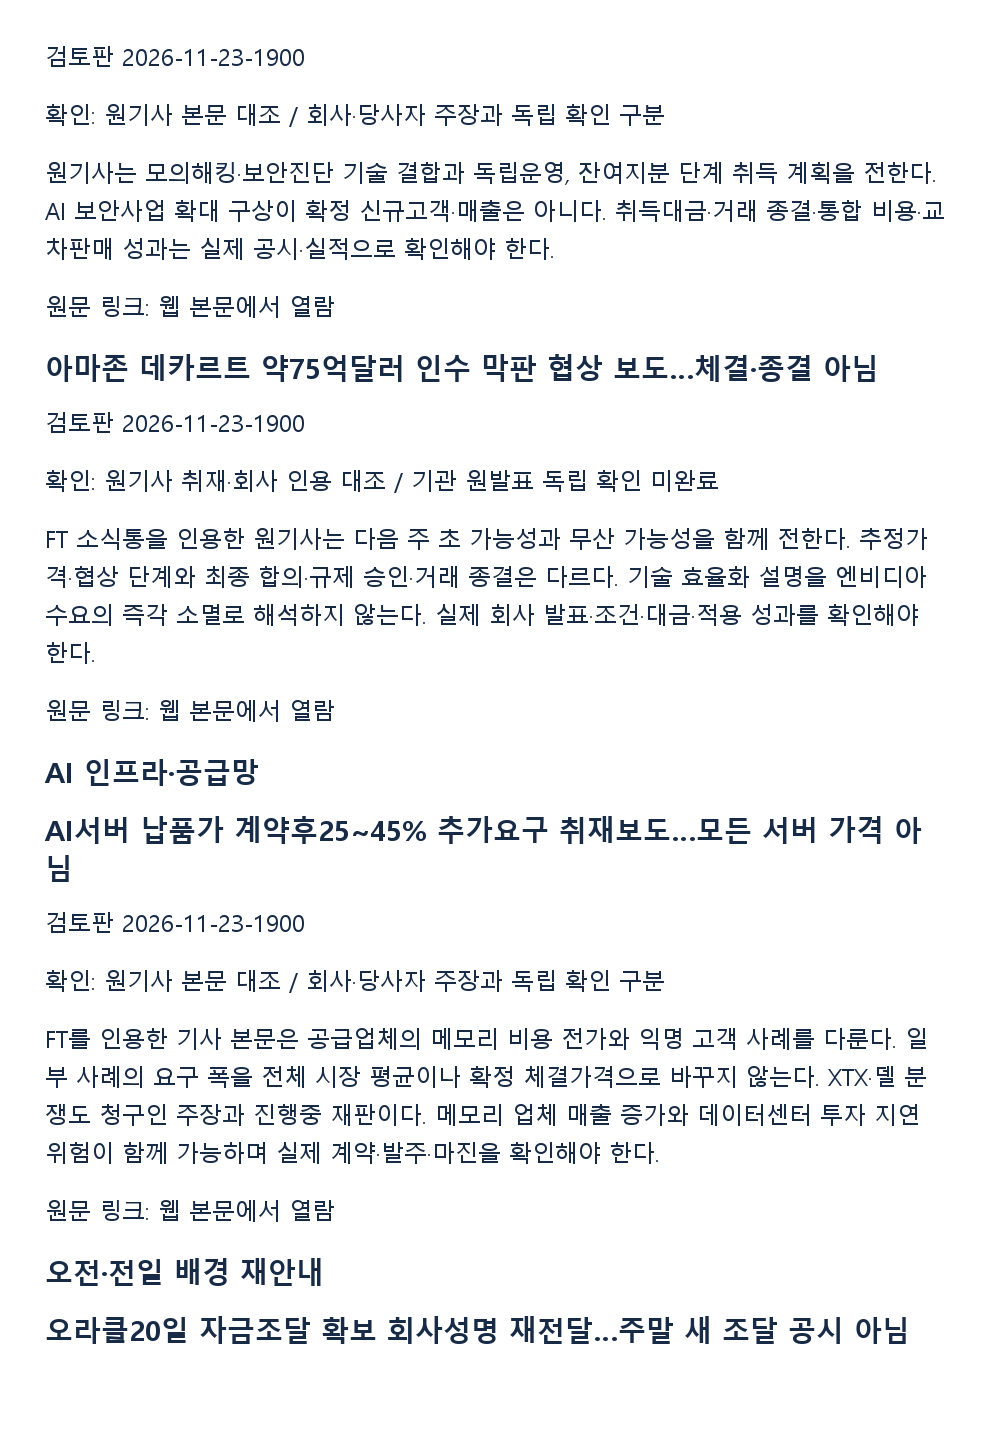 검토판 2026-11-23-1900
확인: 원기사 본문 대조 / 회사·당사자 주장과 독립 확인 구분
원기사는 모의해킹·보안진단 기술 결합과 독립운영, 잔여지분 단계 취득 계획을 전한다.
AI 보안사업 확대 구상이 확정 신규고객·매출은 아니다. 취득대금·거래 종결·통합 비용·교
차판매 성과는 실제 공시·실적으로 확인해야 한다.
원문 링크: 웹 본문에서 열람
아마존 데카르트 약75억달러 인수 막판 협상 보도...체결·종결 아님
검토판 2026-11-23-1900
확인: 원기사 취재·회사 인용 대조 / 기관 원발표 독립 확인 미완료
FT 소식통을 인용한 원기사는 다음 주 초 가능성과 무산 가능성을 함께 전한다. 추정가
격·협상 단계와 최종 합의·규제 승인·거래 종결은 다르다. 기술 효율화 설명을 엔비디아
수요의 즉각 소멸로 해석하지 않는다. 실제 회사 발표·조건·대금·적용 성과를 확인해야
한다.
원문 링크: 웹 본문에서 열람
AI 인프라·공급망
AI서버 납품가 계약후25~45% 추가요구 취재보도...모든 서버 가격 아
님
검토판 2026-11-23-1900
확인: 원기사 본문 대조 / 회사·당사자 주장과 독립 확인 구분
FT를 인용한 기사 본문은 공급업체의 메모리 비용 전가와 익명 고객 사례를 다룬다. 일
부 사례의 요구 폭을 전체 시장 평균이나 확정 체결가격으로 바꾸지 않는다. XTX·델 분
쟁도 청구인 주장과 진행중 재판이다. 메모리 업체 매출 증가와 데이터센터 투자 지연
위험이 함께 가능하며 실제 계약·발주·마진을 확인해야 한다.
원문 링크: 웹 본문에서 열람
오전·전일 배경 재안내
오라클20일 자금조달 확보 회사성명 재전달...주말 새 조달 공시 아님